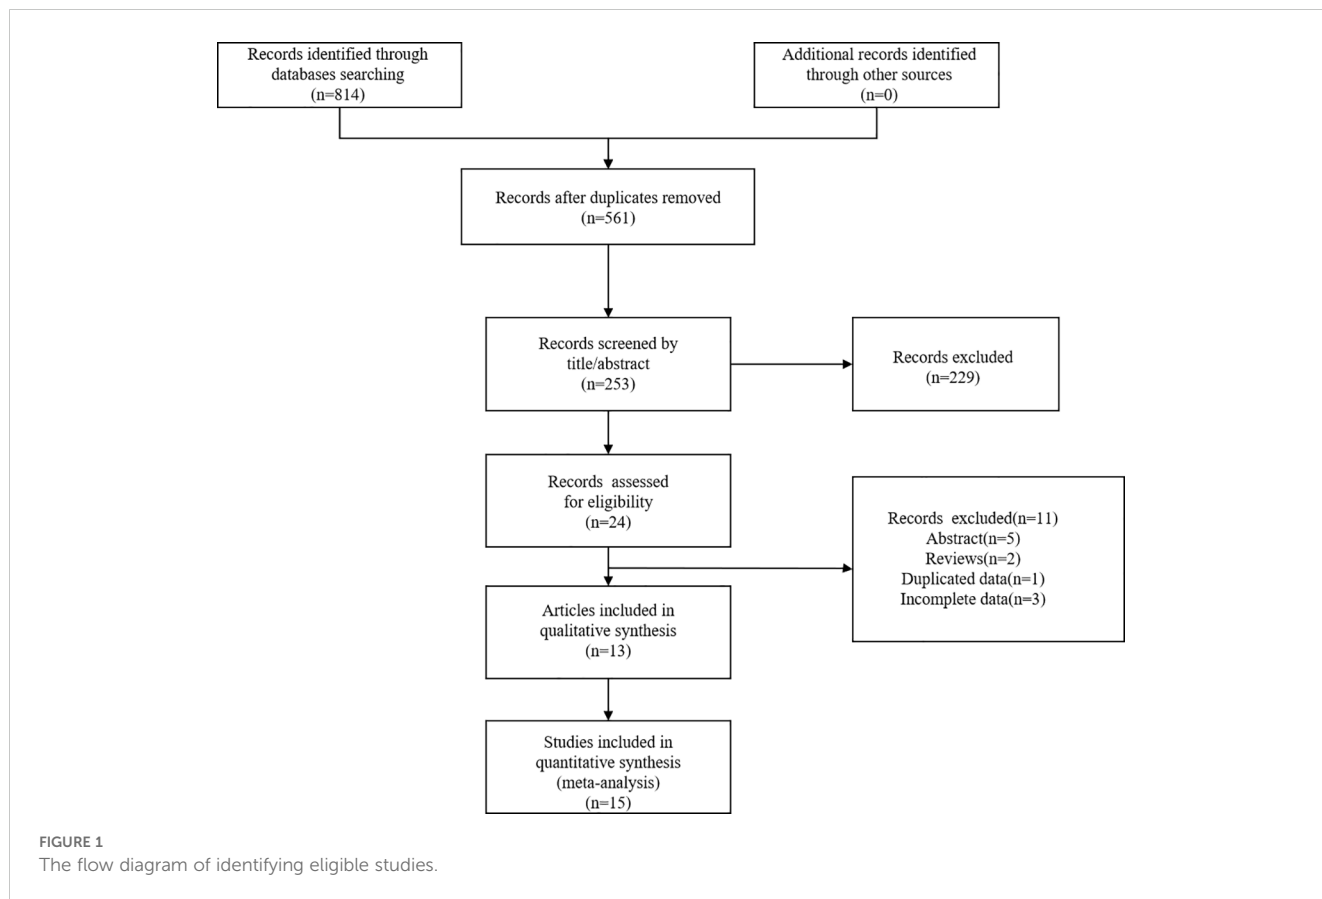 Records identified through
databases searching
(n=814)
Additional records identified
through other sources
(n=0)
Records after duplicates removed
(n=561)
Records screened by
title/abstract
(n=253)
Records excluded
(n=229)
Records assessed
for eligibility
(n=24)
Records excluded(n=11)
Abstract(n=5)
Reviews(n=2)
Duplicated data(n=1)
Incomplete data(n=3)
Articles included in
qualitative synthesis
(n=13)
Studies included in
quantitative synthesis
(meta-analysis)
(n=15)
FIGURE 1
The flow diagram of identifying eligible studies.